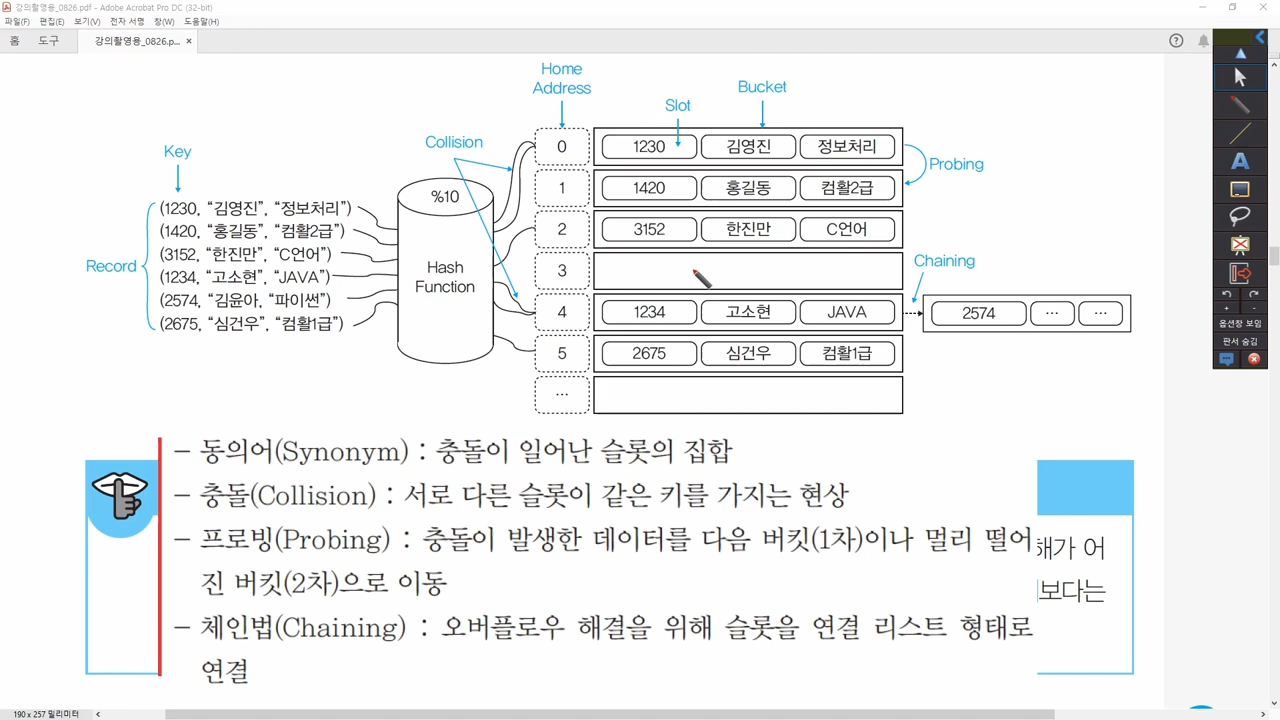 강의촬영용_0826.pdf - Adobe Acrobat Pro DC (32-bit)
파일(F) 편집(E) 보기(V) 전자 서명 창(W) 도움말(H)
홈 도구 강의촬영용_0826.p... ×
Home
Address
Bucket
Slot
Collision
Key
Probing
0 1230 김영진 정보처리
1 1420 홍길동 컴활2급
2 3152 한진만 C언어
3
4 1234 고소현 JAVA
5 2675 심건우 컴활1급
...
%10
Hash
Function
Record
(1230, “김영진”, “정보처리”)
(1420, “홍길동”, “컴활2급”)
(3152, “한진만”, “C언어”)
(1234, “고소현”, “JAVA”)
(2574, “김윤아, “파이썬”)
(2675, “심건우”, “컴활1급”)
Chaining
2574 ... ...
– 동의어(Synonym) : 충돌이 일어난 슬롯의 집합
– 충돌(Collision) : 서로 다른 슬롯이 같은 키를 가지는 현상
– 프로빙(Probing) : 충돌이 발생한 데이터를 다음 버킷(1차)이나 멀리 떨어
진 버킷(2차)으로 이동
– 체인법(Chaining) : 오버플로우 해결을 위해 슬롯을 연결 리스트 형태로
연결
해가 어
보다는
A
옵션창 보임
판서 숨김
190 x 257 밀리미터